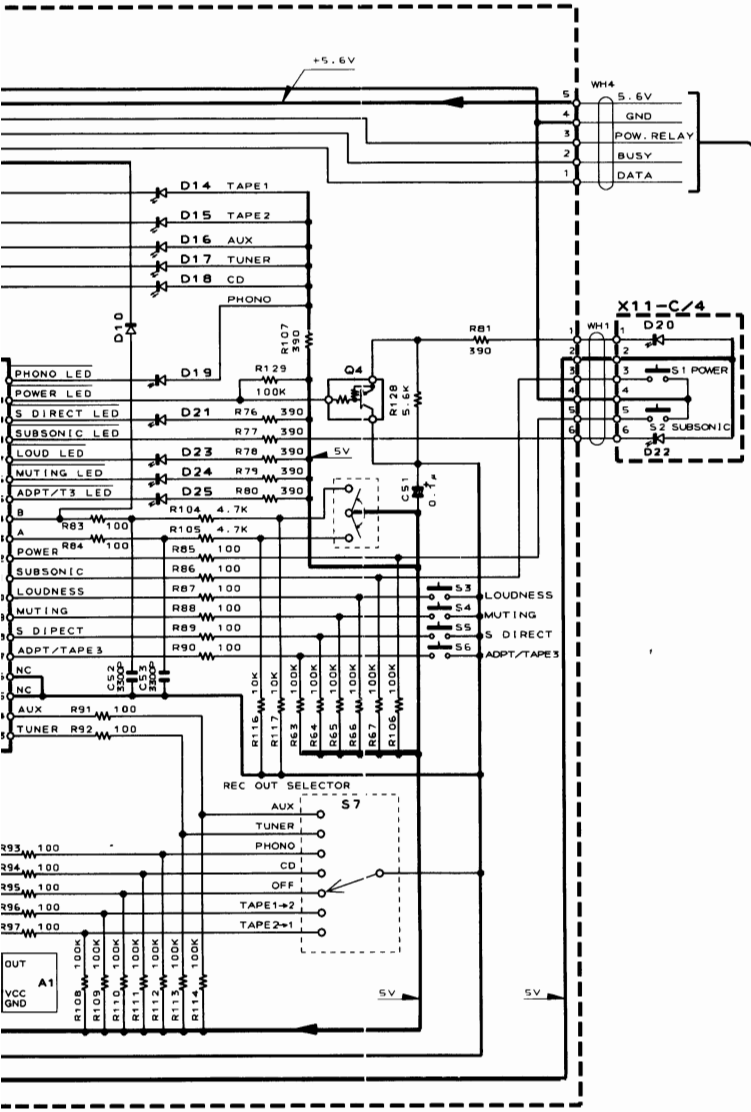 +5.6V
WH4
5 5.6V
4 GND
3 POW. RELAY
2 BUSY
1 DATA
D14 TAPE1
D15 TAPE2
D16 AUX
D17 TUNER
D18 CD
PHONO
D10
R107
390
R81
390
X11-C/4
WH1
1 1 D20
2 2
3 3 S1 POWER
4 4
5 5
S2 SUBSONIC
6 6
D22
PHONO LED D19 R129
100K
Q4
R128
5.6K
POWER LED
S DIRECT LED D21 R76 390
SUBSONIC LED R77 390
LOUD LED D23 R78 390 5V
MUTING LED D24 R79 390
ADPT/T3 LED D25 R80 390
C51
B R83 100 R104 4.7K
A R84 100 R105 4.7K
POWER R85 100
SUBSONIC R86 100
LOUDNESS R87 100 S3 LOUDNESS
MUTING R88 100 S4 MUTING
S DIPECT R89 100 S5 S DIRECT
ADPT/TAPE3 R90 100 S6 ADPT/TAPE3
NC
NC
C52
3300P
C53
3300P
R116 10K
R117 10K
R63 100K
R64 100K
R65 100K
R66 100K
R67 100K
R106 100K
AUX R91 100
TUNER R92 100
REC OUT SELECTOR
S7
AUX
TUNER
R93 100 PHONO
R94 100 CD
R95 100 OFF
R96 100 TAPE1→2
R97 100 TAPE2→1
OUT
A1
VCC
GND
R108 100K
R109 100K
R110 100K
R111 100K
R112 100K
R113 100K
R114 100K
5V
5V